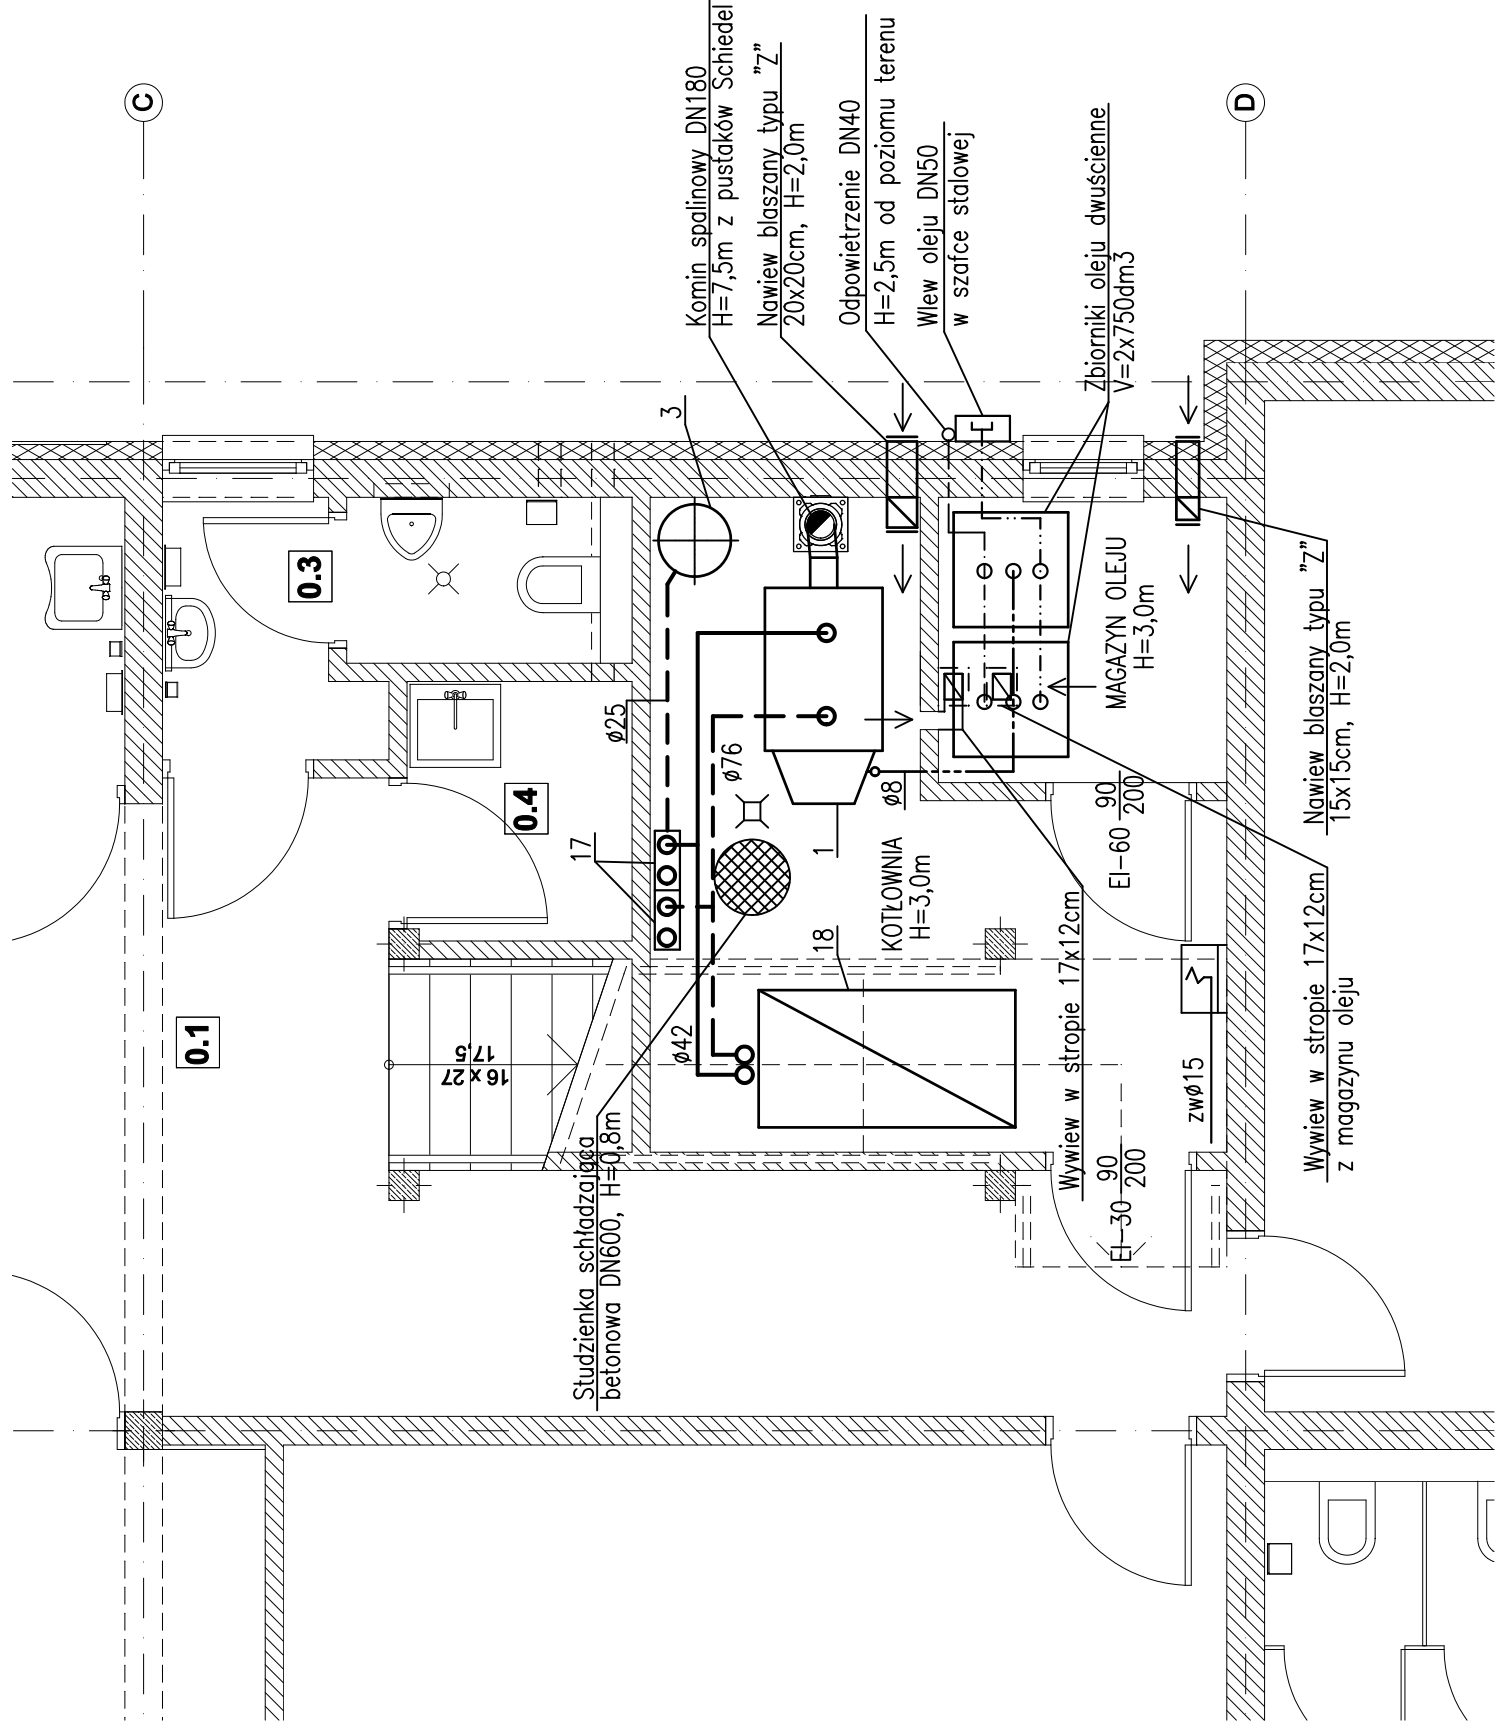 C
D
Komin spalinowy DN180
H=7,5m z pustaków Schiedel
Nawiew blaszany typu "Z"
20x20cm, H=2,0m
Odpowietrzenie DN40
H=2,5m od poziomu terenu
Wlew oleju DN50
w szafce stalowej
Zbiorniki oleju dwuścienne
V=2x750dm3
3
0.3
0.4
0.1
ø25
ø76
17
ø8
1
MAGAZYN OLEJU
H=3,0m
KOTŁOWNIA
H=3,0m
EI-60 90
200
18
ø42
16 x 27
17,5
Studzienka schładzająca
betonowa DN600, H=0,8m
Wywiew w stropie 17x12cm
EI-30 90
200
zwø15
Nawiew blaszany typu "Z"
15x15cm, H=2,0m
Wywiew w stropie 17x12cm
z magazynu oleju